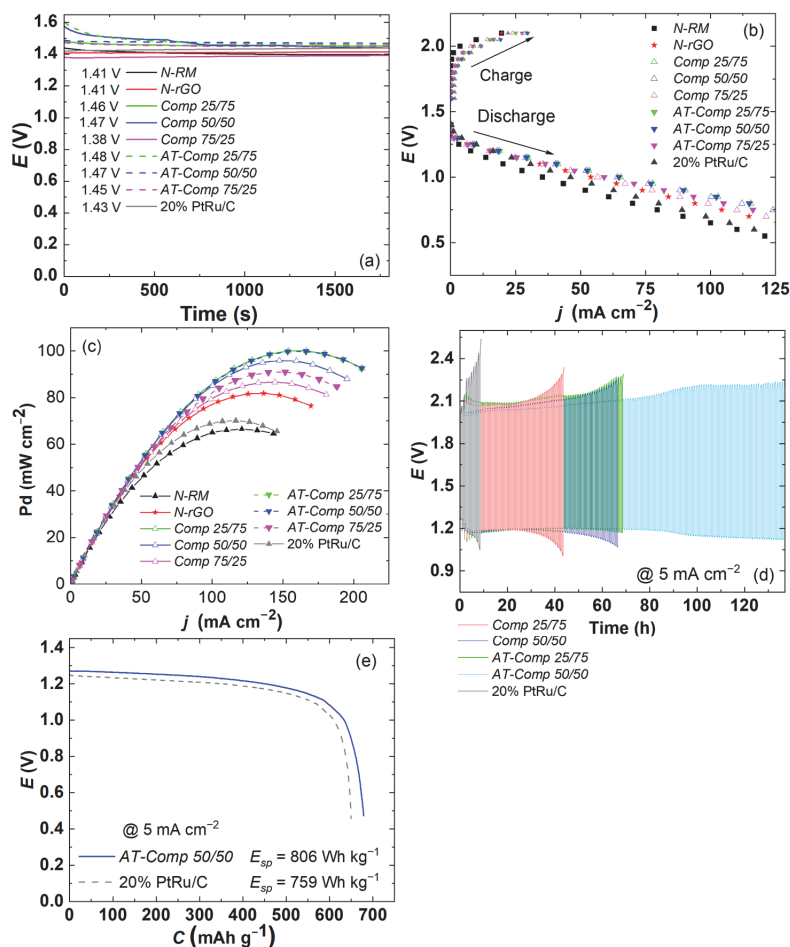 1.6
1.4
1.2
1.0
0.8
0.6
0.4
0.2
0.0
E (V)
1.41 V N-RM
1.41 V N-rGO
1.46 V Comp 25/75
1.47 V Comp 50/50
1.38 V Comp 75/25
1.48 V AT-Comp 25/75
1.47 V AT-Comp 50/50
1.45 V AT-Comp 75/25
1.43 V 20% PtRu/C
(a)
0 500 1000 1500
Time (s)
2.0
1.5
1.0
0.5
E (V)
(b)
Charge
Discharge
N-RM
N-rGO
Comp 25/75
Comp 50/50
Comp 75/25
AT-Comp 25/75
AT-Comp 50/50
AT-Comp 75/25
20% PtRu/C
0 25 50 75 100 125
j (mA cm−2)
100
80
60
40
20
0
Pd (mW cm−2)
(c)
N-RM
N-rGO
Comp 25/75
Comp 50/50
Comp 75/25
AT-Comp 25/75
AT-Comp 50/50
AT-Comp 75/25
20% PtRu/C
0 50 100 150 200
j (mA cm−2)
2.4
2.1
1.8
1.5
1.2
0.9
E (V)
@ 5 mA cm−2 (d)
0 20 40 60 80 100 120
Time (h)
Comp 25/75
Comp 50/50
AT-Comp 25/75
AT-Comp 50/50
20% PtRu/C
1.4
1.2
1.0
0.8
0.6
0.4
0.2
0.0
E (V)
(e)
@ 5 mA cm−2
AT-Comp 50/50 Esp = 806 Wh kg−1
20% PtRu/C Esp = 759 Wh kg−1
0 100 200 300 400 500 600 700
C (mAh g−1)